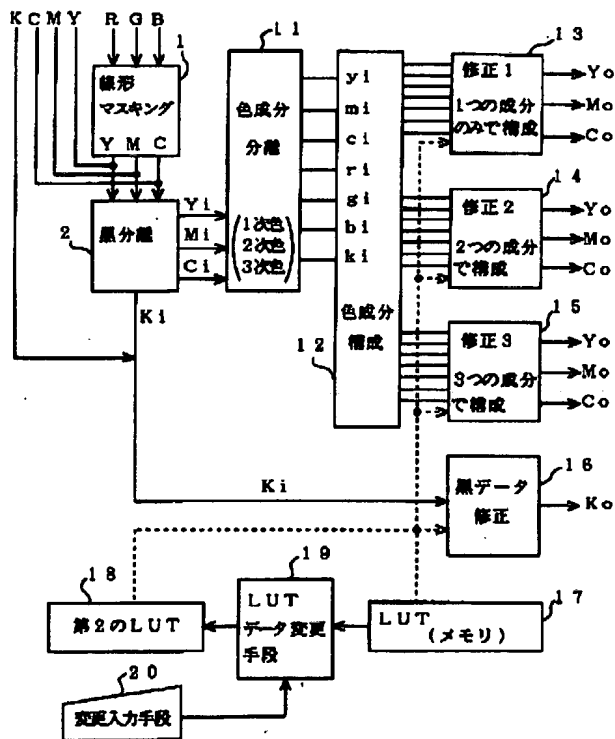 K C M Y R G B
1
線形
マスキング
Y M C
2
黒分離
Yi
Mi
Ci
Ki
11
色成分
分離
(1次色
2次色
3次色)
yi
mi
ci
ri
gi
bi
ki
12
色成分
構成
13
修正1
1つの成分
のみで構成
Yo
Mo
Co
14
修正2
2つの成分
で構成
Yo
Mo
Co
15
修正3
3つの成分
で構成
Yo
Mo
Co
Ki
16
黒データ
修正
Ko
17
LUT
(メモリ)
18
第2のLUT
19
LUT
データ変更
手段
20
変更入力手段